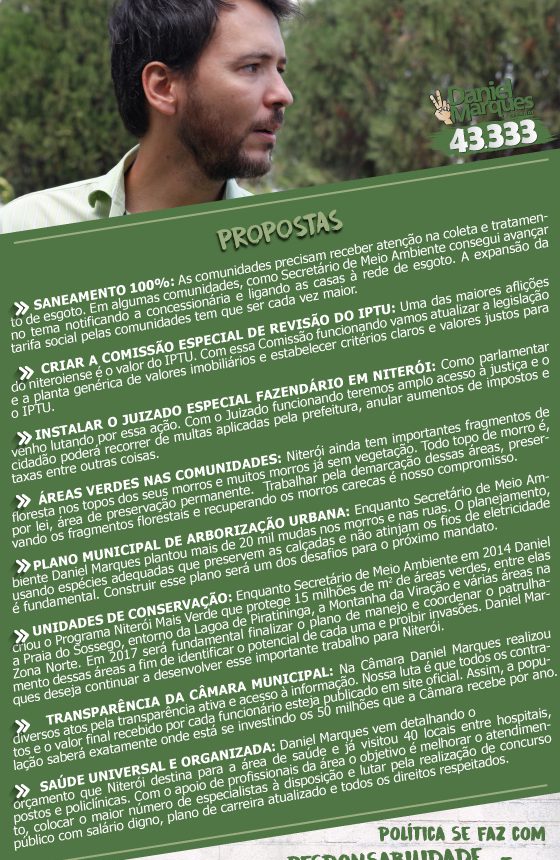 Daniel
Marques
43.333
PROPOSTAS
SANEAMENTO 100%: As comunidades precisam receber atenção na coleta e tratamen-
to de esgoto. Em algumas comunidades, como Secretário de Meio Ambiente consegui avançar
no tema notificando a concessionária e ligando as casas à rede de esgoto. A expansão da
tarifa social pelas comunidades tem que ser cada vez maior.
CRIAR A COMISSÃO ESPECIAL DE REVISÃO DO IPTU: Uma das maiores aflições
do niteroiense é o valor do IPTU. Com essa Comissão funcionando vamos atualizar a legislação
e a planta genérica de valores imobiliários e estabelecer critérios claros e valores justos para
o IPTU.
INSTALAR O JUIZADO ESPECIAL FAZENDÁRIO EM NITERÓI: Como parlamentar
venho lutando por essa ação. Com o Juizado funcionando teremos amplo acesso à justiça e o
cidadão poderá recorrer de multas aplicadas pela prefeitura, anular aumentos de impostos e
taxas entre outras coisas.
ÁREAS VERDES NAS COMUNIDADES: Niterói ainda tem importantes fragmentos de
floresta nos topos dos seus morros e muitos morros já sem vegetação. Todo topo de morro é,
por lei, área de preservação permanente. Trabalhar pela demarcação dessas áreas, preser-
vando os fragmentos florestais e recuperando os morros carecas é nosso compromisso.
PLANO MUNICIPAL DE ARBORIZAÇÃO URBANA: Enquanto Secretário de Meio Am-
biente Daniel Marques plantou mais de 20 mil mudas nos morros e nas ruas. O planejamento,
usando espécies adequadas que preservem as calçadas e não atinjam os fios de eletricidade
é fundamental. Construir esse plano será um dos desafios para o próximo mandato.
UNIDADES DE CONSERVAÇÃO: Enquanto Secretário de Meio Ambiente em 2014 Daniel
criou o Programa Niterói Mais Verde que protege 15 milhões de m² de áreas verdes, entre elas
a Praia do Sossego, entorno da Lagoa de Piratininga, a Montanha da Viração e várias áreas na
Zona Norte. Em 2017 será fundamental finalizar o plano de manejo e coordenar o patrulha-
mento dessas áreas a fim de identificar o potencial de cada uma e proibir invasões. Daniel Mar-
ques deseja continuar a desenvolver esse importante trabalho para Niterói.
TRANSPARÊNCIA DA CÂMARA MUNICIPAL: Na Câmara Daniel Marques realizou
diversos atos pela transparência ativa e acesso à informação. Nossa luta é que todos os contra-
tos e o valor final recebido por cada funcionário esteja publicado em site oficial. Assim, a popu-
lação saberá exatamente onde está se investindo os 50 milhões que a Câmara recebe por ano.
SAÚDE UNIVERSAL E ORGANIZADA: Daniel Marques vem detalhando o
orçamento que Niterói destina para a área de saúde e já visitou 40 locais entre hospitais,
postos e policlínicas. Com o apoio de profissionais da área o objetivo é melhorar o atendimen-
to, colocar o maior número de especialistas à disposição e lutar pela realização de concurso
público com salário digno, plano de carreira atualizado e todos os direitos respeitados.
POLÍTICA SE FAZ COM
RESPONSABILIDADE